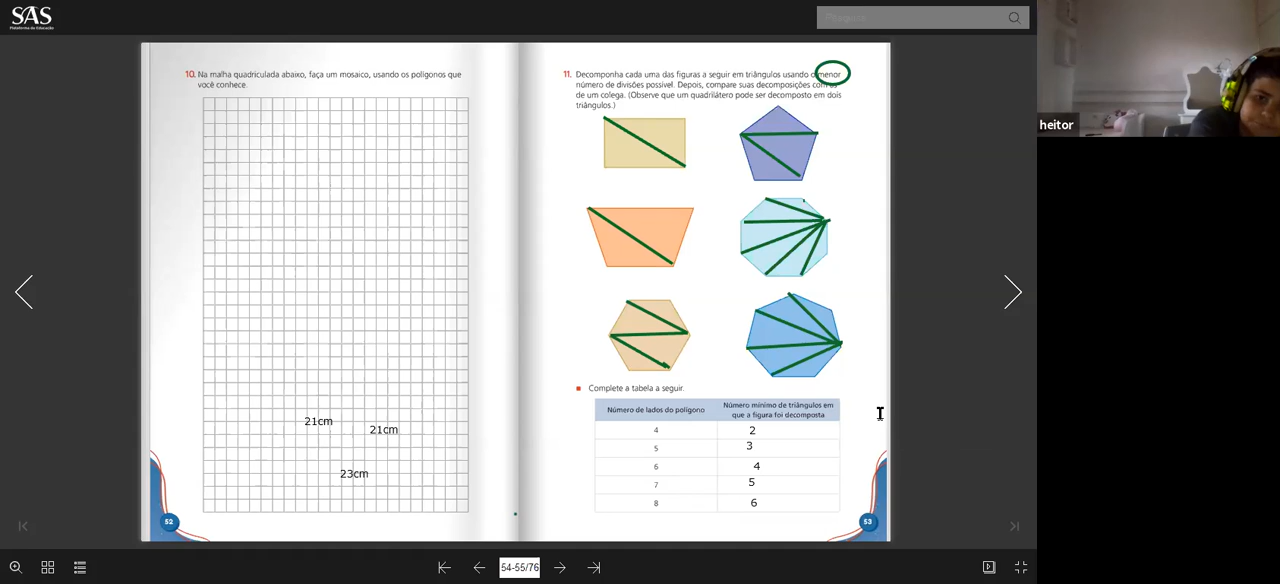 SAS
Plataforma de Educação
Pesquisar
heitor
10. Na malha quadriculada abaixo, faça um mosaico, usando os polígonos que
você conhece.
21cm
21cm
23cm
52
11. Decomponha cada uma das figuras a seguir em triângulos usando o menor
número de divisões possível. Depois, compare suas decomposições com as
de um colega. (Observe que um quadrilátero pode ser decomposto em dois
triângulos.)
Complete a tabela a seguir.
Número de lados do polígono
Número mínimo de triângulos em
que a figura foi decomposta
4 2
5 3
6 4
7 5
8 6
53
54-55/76